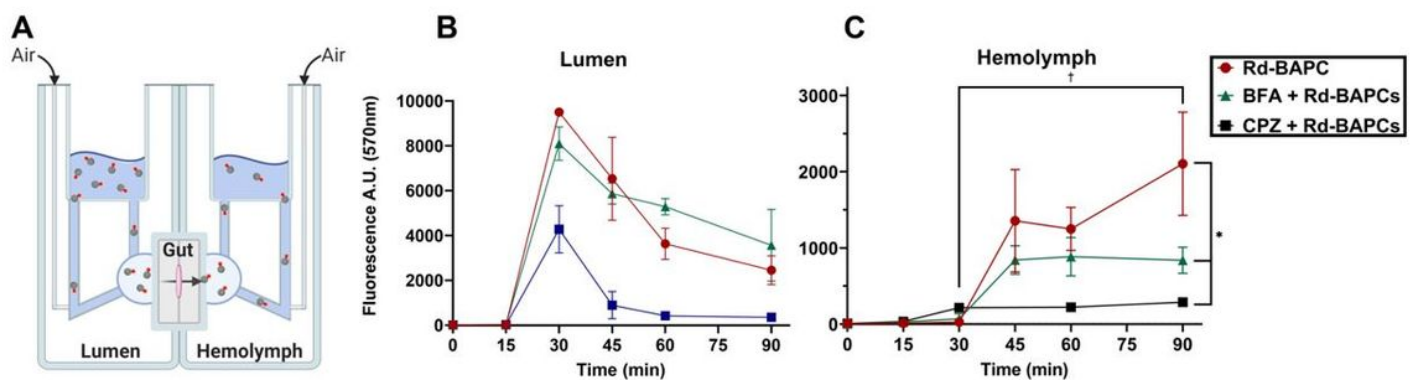 A
Air
Air
Gut
Lumen
Hemolymph
B
Lumen
Fluorescence A.U. (570nm)
10000
8000
6000
4000
2000
0
0 15 30 45 60 75 90
Time (min)
C
Hemolymph
†
3000
2000
1000
0
*
0 15 30 45 60 75 90
Time (min)
Rd-BAPC
BFA + Rd-BAPCs
CPZ + Rd-BAPCs